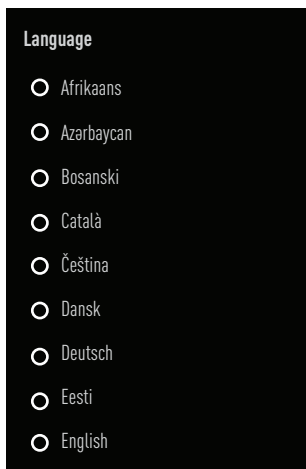 Language
Afrikaans
Azərbaycan
Bosanski
Català
Čeština
Dansk
Deutsch
Eesti
English